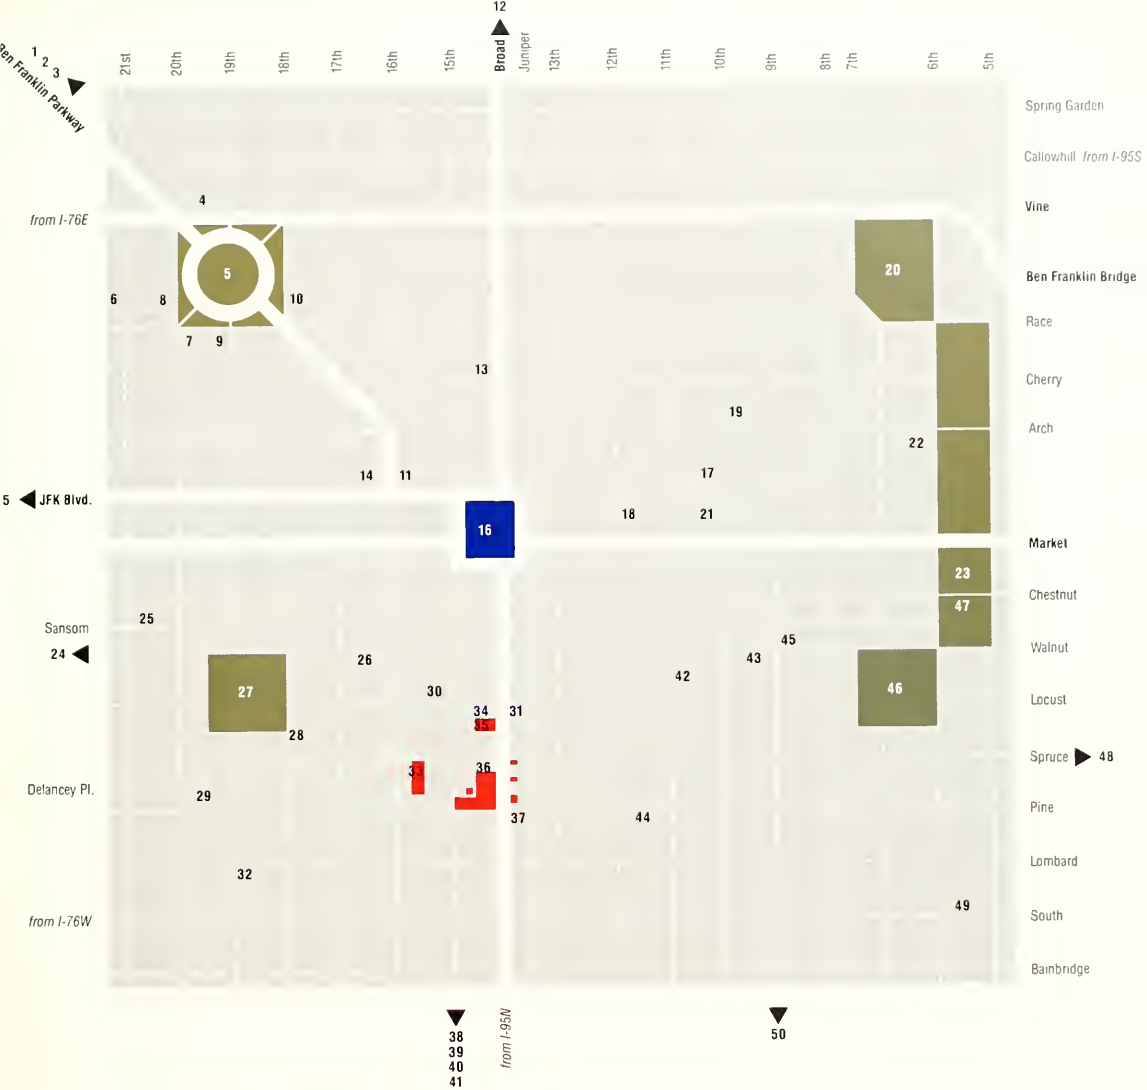 12
1
2
3
Ben Franklin Parkway
21st
20th
19th
18th
17th
16th
15th
Broad
Juniper
13th
12th
11th
10th
9th
8th
7th
6th
5th
Spring Garden
Callowhill from I-95S
4
Vine
from I-76E
5
20
Ben Franklin Bridge
6
8
10
Race
7
9
13
Cherry
19
Arch
22
14
11
17
5
JFK Blvd.
18
21
16
Market
23
Chestnut
47
25
Sansom
45
Walnut
24
26
43
42
27
30
46
Locust
34
31
35
28
Spruce
48
33
36
Delancey Pl.
29
Pine
37
44
Lombard
32
49
South
from I-76W
Bainbridge
38
39
40
41
from I-95N
50